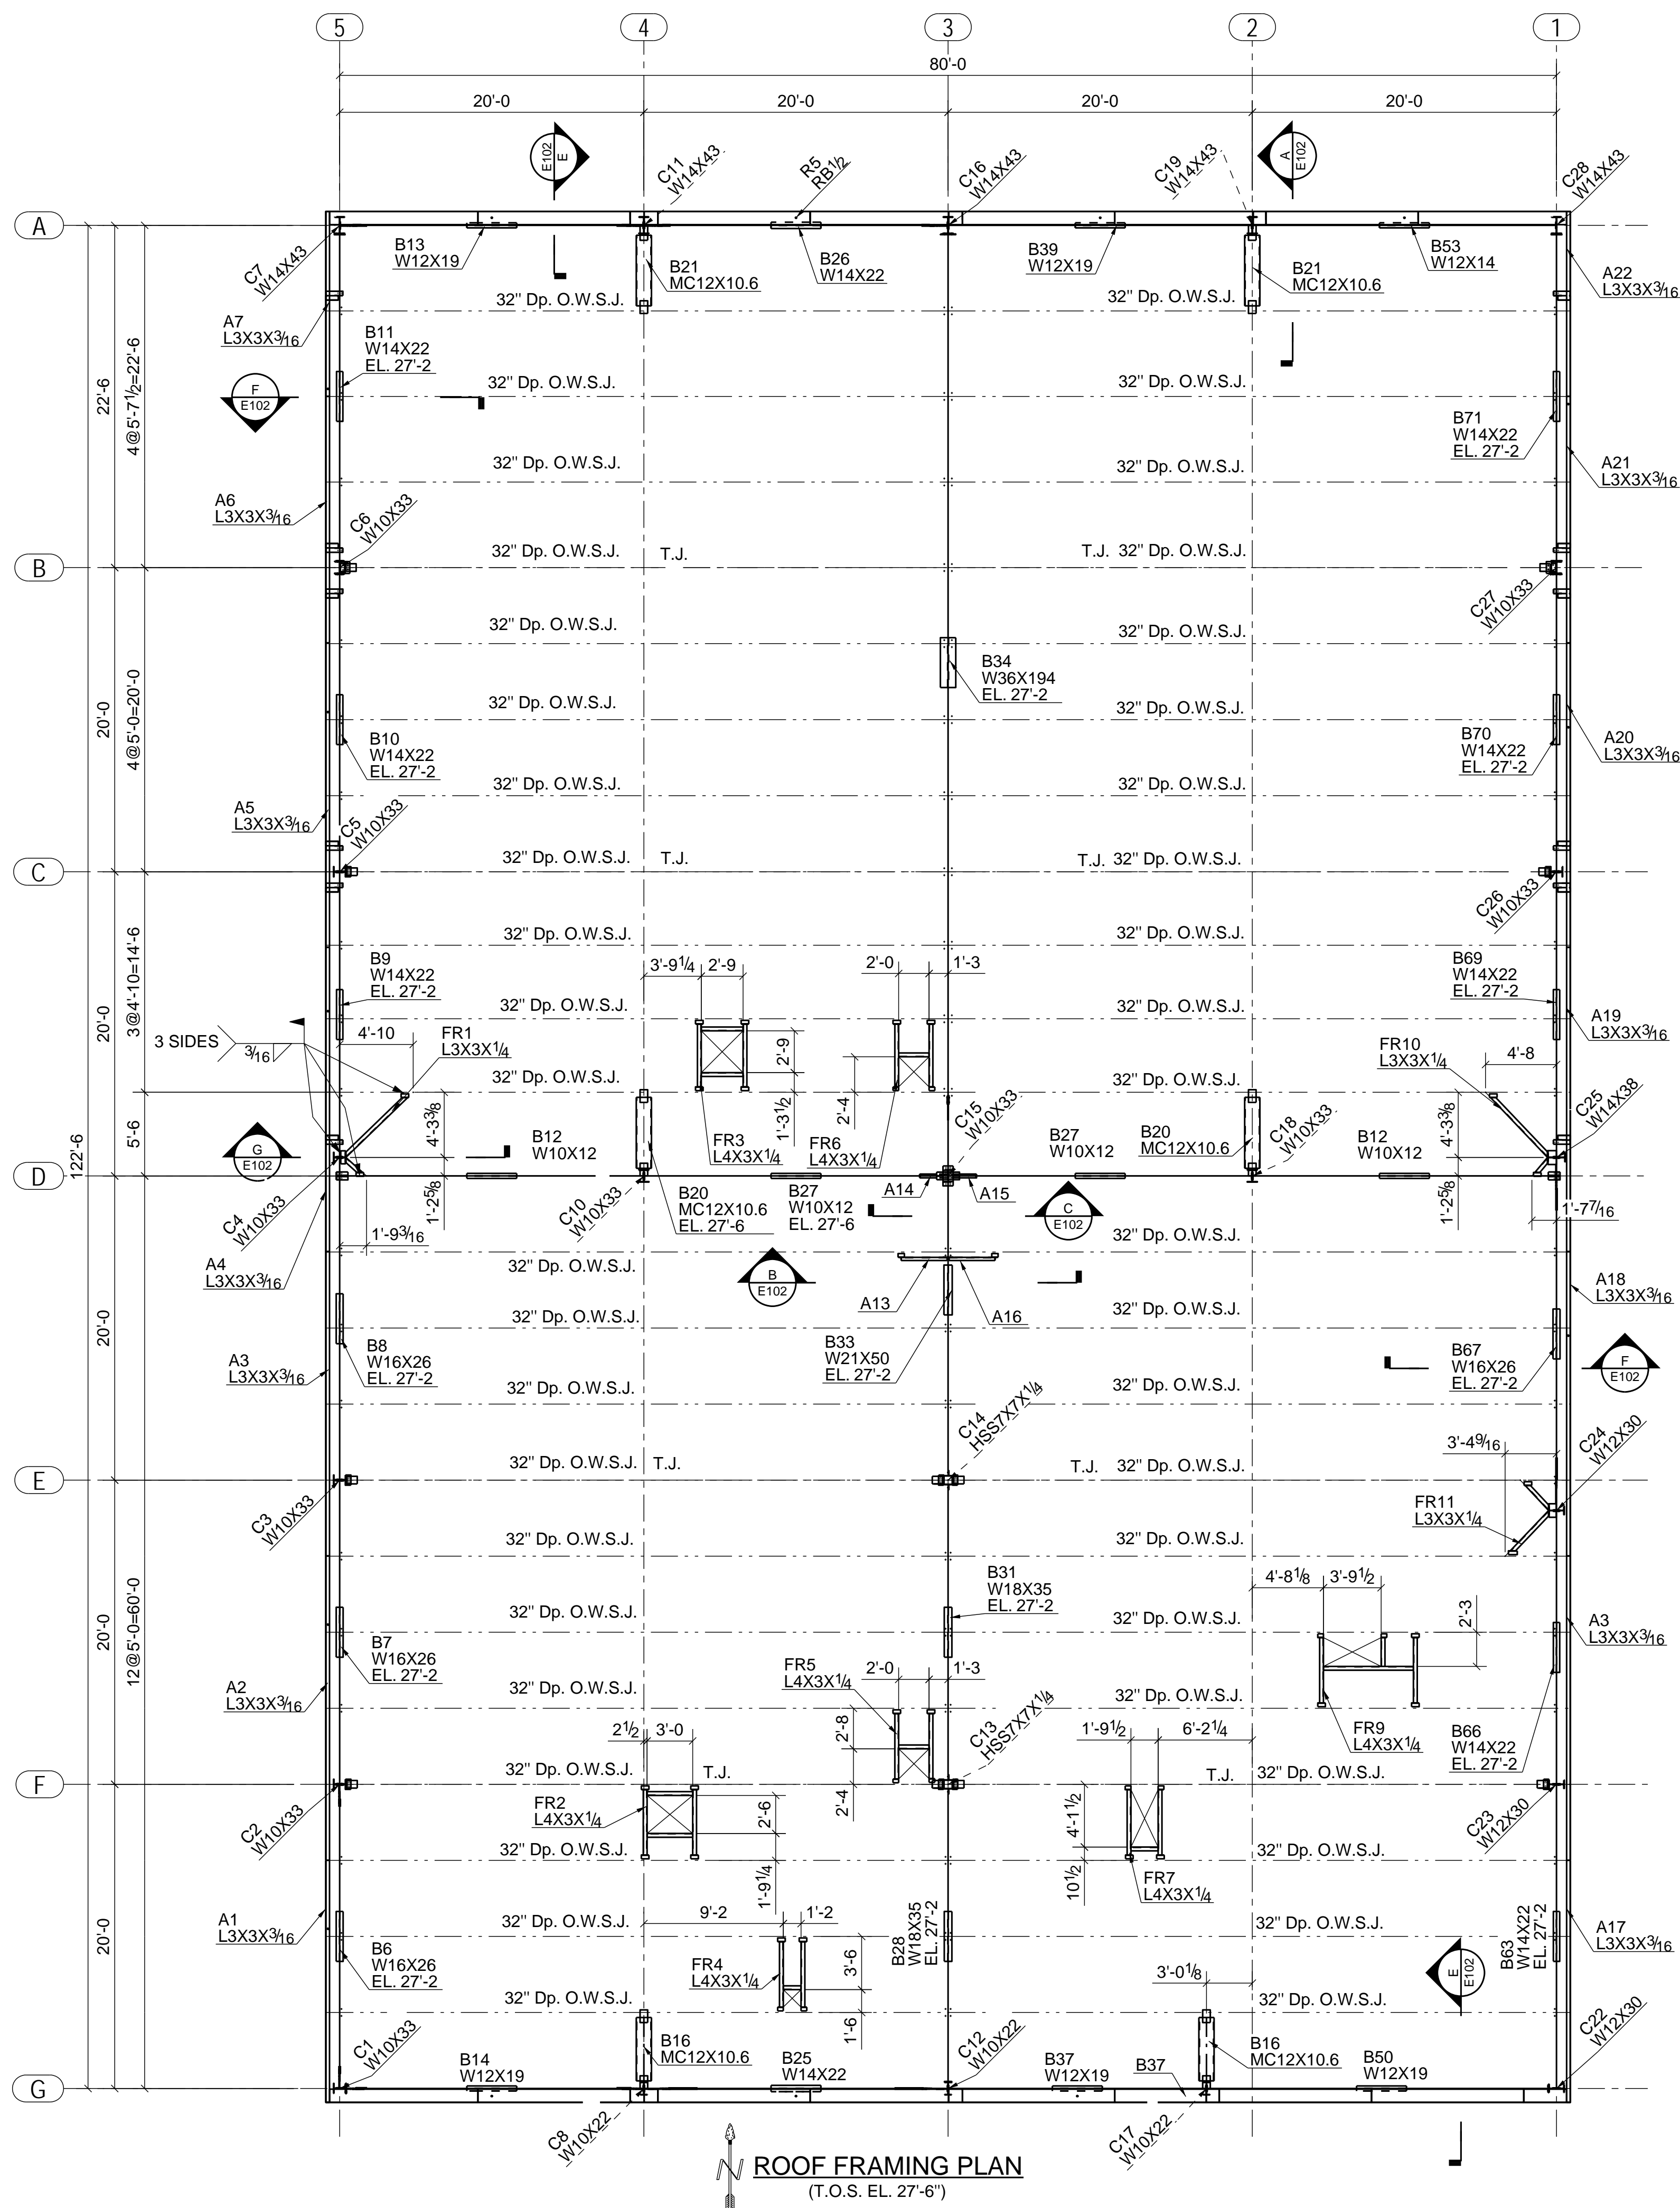 5
4
3
2
1
80'-0
20'-0
20'-0
20'-0
20'-0
E102
E
A
E102
C11
W14X43
R5
RB1/2
C16
W14X43
C19
W14X43
C28
W14X43
A
C7
W14X43
B13
W12X19
B21
MC12X10.6
B26
W14X22
B39
W12X19
B21
MC12X10.6
B53
W12X14
A22
L3X3X3/16
32" Dp. O.W.S.J.
32" Dp. O.W.S.J.
A7
L3X3X3/16
B11
W14X22
EL. 27'-2
22'-6
4@5'-7 1/2=22'-6
F
E102
32" Dp. O.W.S.J.
32" Dp. O.W.S.J.
B71
W14X22
EL. 27'-2
32" Dp. O.W.S.J.
32" Dp. O.W.S.J.
A21
L3X3X3/16
A6
L3X3X3/16
C6
W10X33
32" Dp. O.W.S.J.
T.J.
T.J.
32" Dp. O.W.S.J.
B
C27
W10X33
32" Dp. O.W.S.J.
32" Dp. O.W.S.J.
B34
W36X194
EL. 27'-2
20'-0
4@5'-0=20'-0
32" Dp. O.W.S.J.
32" Dp. O.W.S.J.
B10
W14X22
EL. 27'-2
B70
W14X22
EL. 27'-2
A20
L3X3X3/16
32" Dp. O.W.S.J.
32" Dp. O.W.S.J.
A5
L3X3X3/16
C5
W10X33
32" Dp. O.W.S.J.
T.J.
T.J.
32" Dp. O.W.S.J.
C
C26
W10X33
32" Dp. O.W.S.J.
32" Dp. O.W.S.J.
B9
W14X22
EL. 27'-2
3'-9 1/4
2'-9
2'-0
1'-3
B69
W14X22
EL. 27'-2
20'-0
3@4'-10=14'-6
32" Dp. O.W.S.J.
32" Dp. O.W.S.J.
A19
L3X3X3/16
3 SIDES
3/16
4'-10
FR1
L3X3X1/4
2'-9
1'-3 1/2
2'-4
FR10
L3X3X1/4
4'-8
32" Dp. O.W.S.J.
32" Dp. O.W.S.J.
C15
W10X33
C25
W14X38
5'-6
122'-6
G
E102
4'-3 3/8
1'-2 5/8
B12
W10X12
FR3
L4X3X1/4
FR6
L4X3X1/4
B27
W10X12
B20
MC12X10.6
C18
W10X33
B12
W10X12
4'-3 3/8
1'-2 5/8
D
1'-7 7/16
C4
W10X33
1'-9 3/16
C10
W10X33
B20
MC12X10.6
EL. 27'-6
B27
W10X12
EL. 27'-6
A14
A15
C
E102
A4
L3X3X3/16
32" Dp. O.W.S.J.
32" Dp. O.W.S.J.
B
E102
A13
A16
A18
L3X3X3/16
20'-0
32" Dp. O.W.S.J.
32" Dp. O.W.S.J.
B8
W16X26
EL. 27'-2
B33
W21X50
EL. 27'-2
B67
W16X26
EL. 27'-2
F
E102
A3
L3X3X3/16
32" Dp. O.W.S.J.
32" Dp. O.W.S.J.
C14
HSS7X7X1/4
C24
W12X30
3'-4 9/16
E
32" Dp. O.W.S.J.
T.J.
T.J.
32" Dp. O.W.S.J.
C3
W10X33
FR11
L3X3X1/4
32" Dp. O.W.S.J.
32" Dp. O.W.S.J.
B31
W18X35
EL. 27'-2
4'-8 1/8
3'-9 1/2
2'-3
20'-0
12@5'-0=60'-0
32" Dp. O.W.S.J.
32" Dp. O.W.S.J.
A3
L3X3X3/16
B7
W16X26
EL. 27'-2
FR5
L4X3X1/4
2'-0
1'-3
A2
L3X3X3/16
32" Dp. O.W.S.J.
32" Dp. O.W.S.J.
2'-8
2'-4
C13
HSS7X7X1/4
1'-9 1/2
6'-2 1/4
FR9
L4X3X1/4
B66
W14X22
EL. 27'-2
2 1/2
3'-0
F
32" Dp. O.W.S.J.
T.J.
T.J.
32" Dp. O.W.S.J.
C2
W10X33
FR2
L4X3X1/4
2'-6
1'-9 1/4
4'-1 1/2
10 1/2
C23
W12X30
32" Dp. O.W.S.J.
32" Dp. O.W.S.J.
FR7
L4X3X1/4
9'-2
1'-2
20'-0
A1
L3X3X3/16
32" Dp. O.W.S.J.
32" Dp. O.W.S.J.
B28
W18X35
EL. 27'-2
B63
W14X22
EL. 27'-2
A17
L3X3X3/16
B6
W16X26
EL. 27'-2
FR4
L4X3X1/4
3'-6
1'-6
3'-0 1/8
E
E102
32" Dp. O.W.S.J.
32" Dp. O.W.S.J.
C1
W10X33
B14
W12X19
B16
MC12X10.6
B25
W14X22
C12
W10X22
B37
W12X19
B37
B16
MC12X10.6
B50
W12X19
C22
W12X30
G
C8
W10X22
C17
W10X22
N
ROOF FRAMING PLAN
(T.O.S. EL. 27'-6")